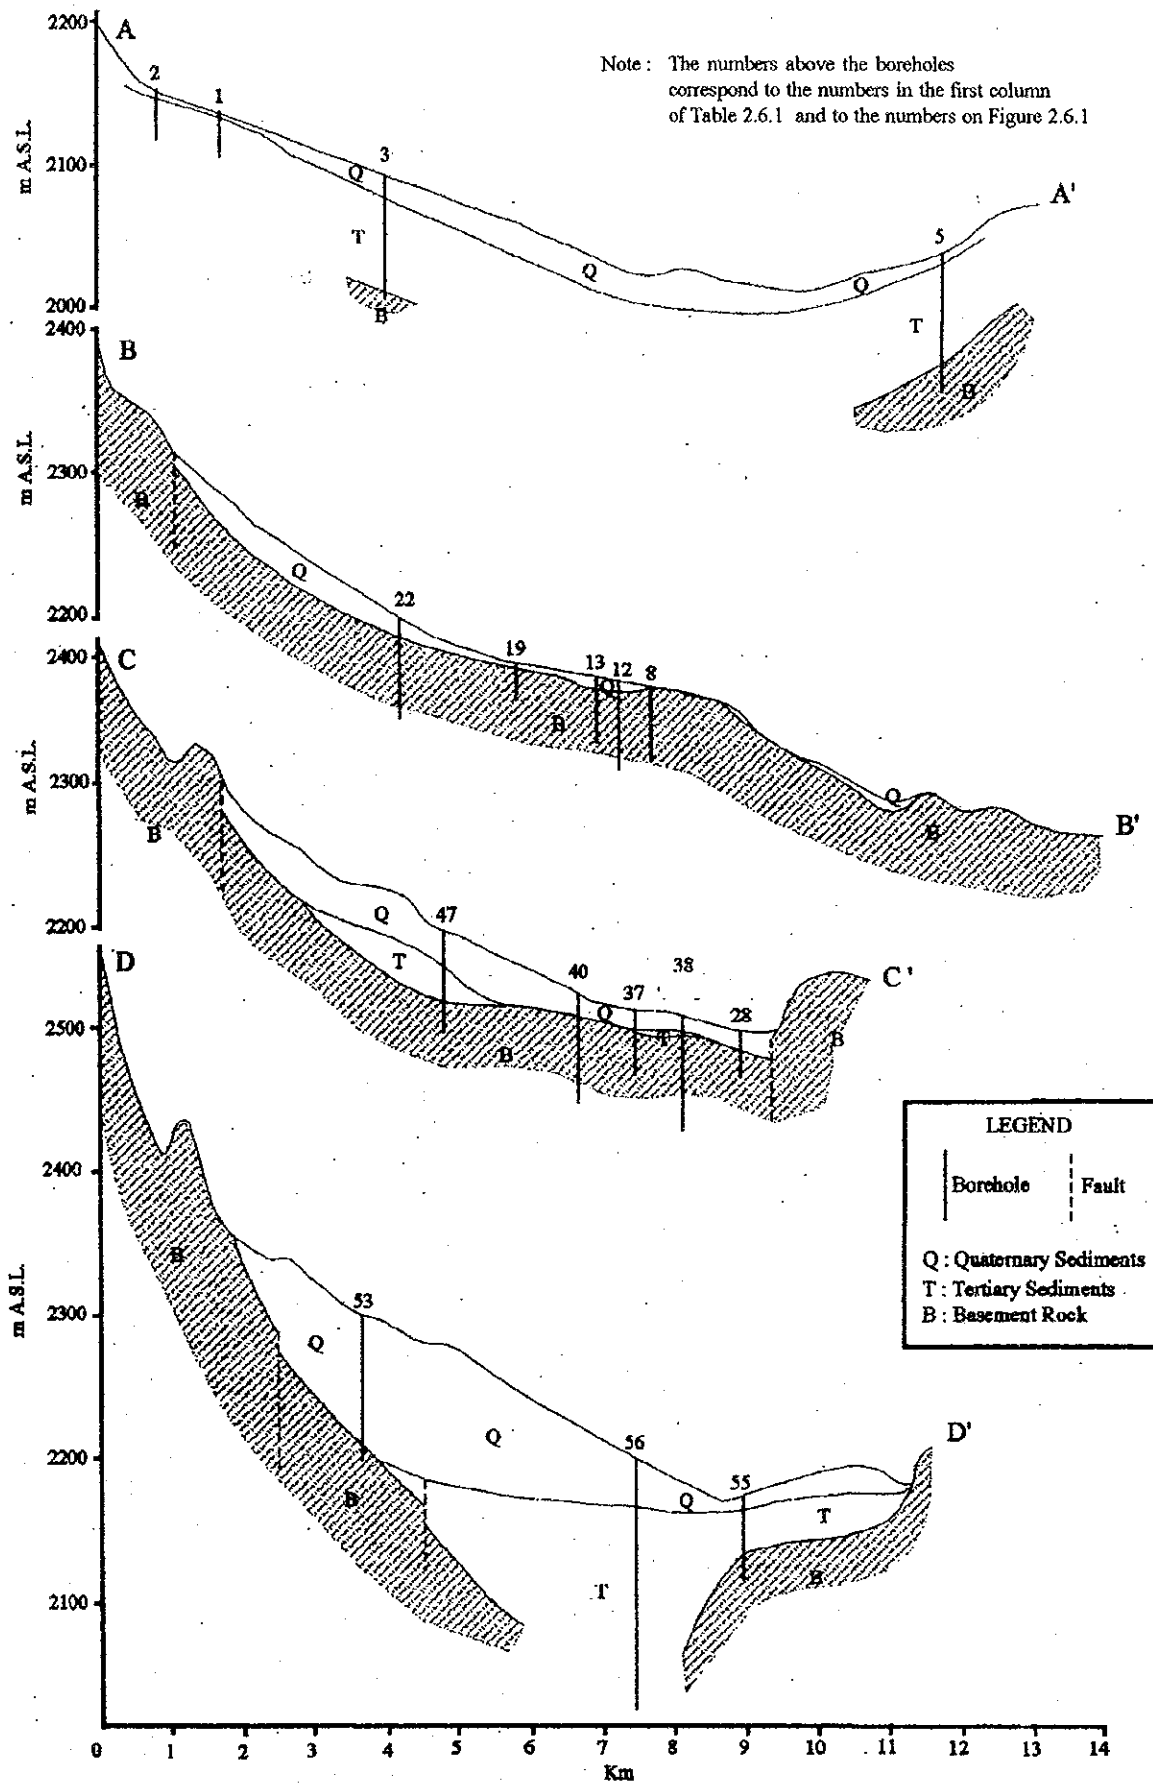 2200
A
Note : The numbers above the boreholes
correspond to the numbers in the first column
of Table 2.6.1 and to the numbers on Figure 2.6.1
2
1
m A.S.L.
2100
3
Q
A'
T
5
Q
Q
2000
B
T
B
2400
B
m A.S.L.
2300
B
Q
2200
22
19
13
12
8
Q
B
Q
B
B'
2400
C
m A.S.L.
2300
B
2200
Q
47
T
40
38
37
Q
28
T
B
B
C'
D
2500
2400
B
m A.S.L.
2300
53
Q
Q
2200
56
D'
55
Q
T
B
T
B
2100
0 1 2 3 4 5 6 7 8 9 10 11 12 13 14
Km
LEGEND
Borehole
Fault
Q : Quaternary Sediments
T : Tertiary Sediments
B : Basement Rock